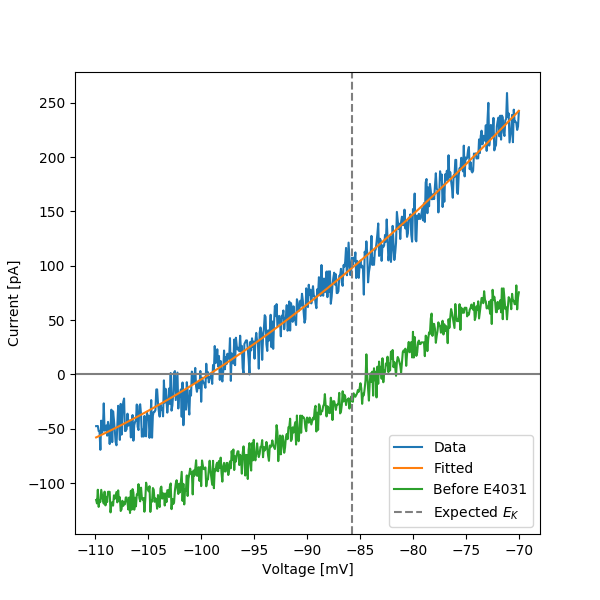 250
200
150
100
50
0
−50
−100
Current [pA]
−110 −105 −100 −95 −90 −85 −80 −75 −70
Voltage [mV]
Data
Fitted
Before E4031
Expected E_K